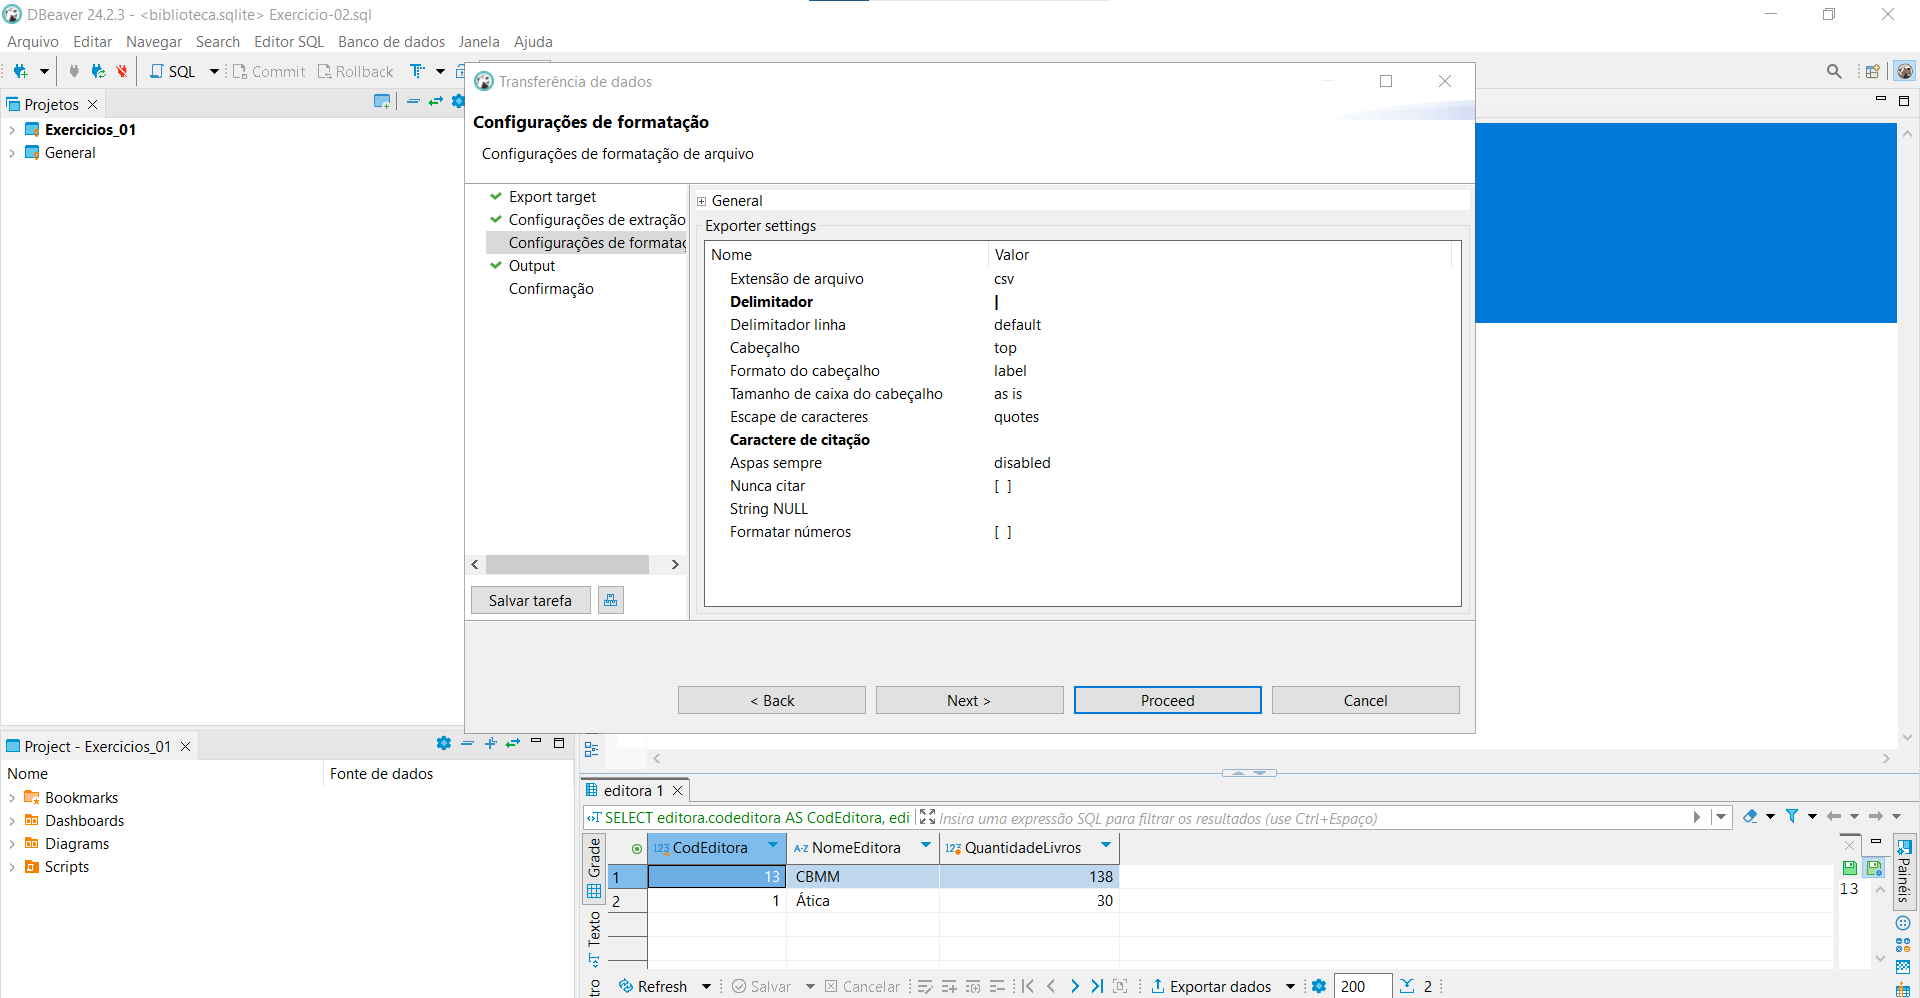 DBeaver 24.2.3 - <biblioteca.sqlite> Exercicio-02.sql
Arquivo Editar Navegar Search Editor SQL Banco de dados Janela Ajuda
SQL Commit Rollback
Projetos
Exercicios_01
General
Transferência de dados
Configurações de formatação
Configurações de formatação de arquivo
Export target
Configurações de extração
Configurações de formataç
Output
Confirmação
Salvar tarefa
General
Exporter settings
Nome Valor
Extensão de arquivo csv
Delimitador |
Delimitador linha default
Cabeçalho top
Formato do cabeçalho label
Tamanho de caixa do cabeçalho as is
Escape de caracteres quotes
Caractere de citação
Aspas sempre disabled
Nunca citar [ ]
String NULL
Formatar números [ ]
< Back Next > Proceed Cancel
Project - Exercicios_01
Nome Fonte de dados
Bookmarks
Dashboards
Diagrams
Scripts
editora 1
SELECT editora.codeditora AS CodEditora, edi Insira uma expressão SQL para filtrar os resultados (use Ctrl+Espaço)
Grade
Texto
tro
123 CodEditora A-Z NomeEditora 123 QuantidadeLivros
1 13 CBMM 138
2 1 Ática 30
13
Painéis
Refresh Salvar Cancelar Exportar dados 200 2